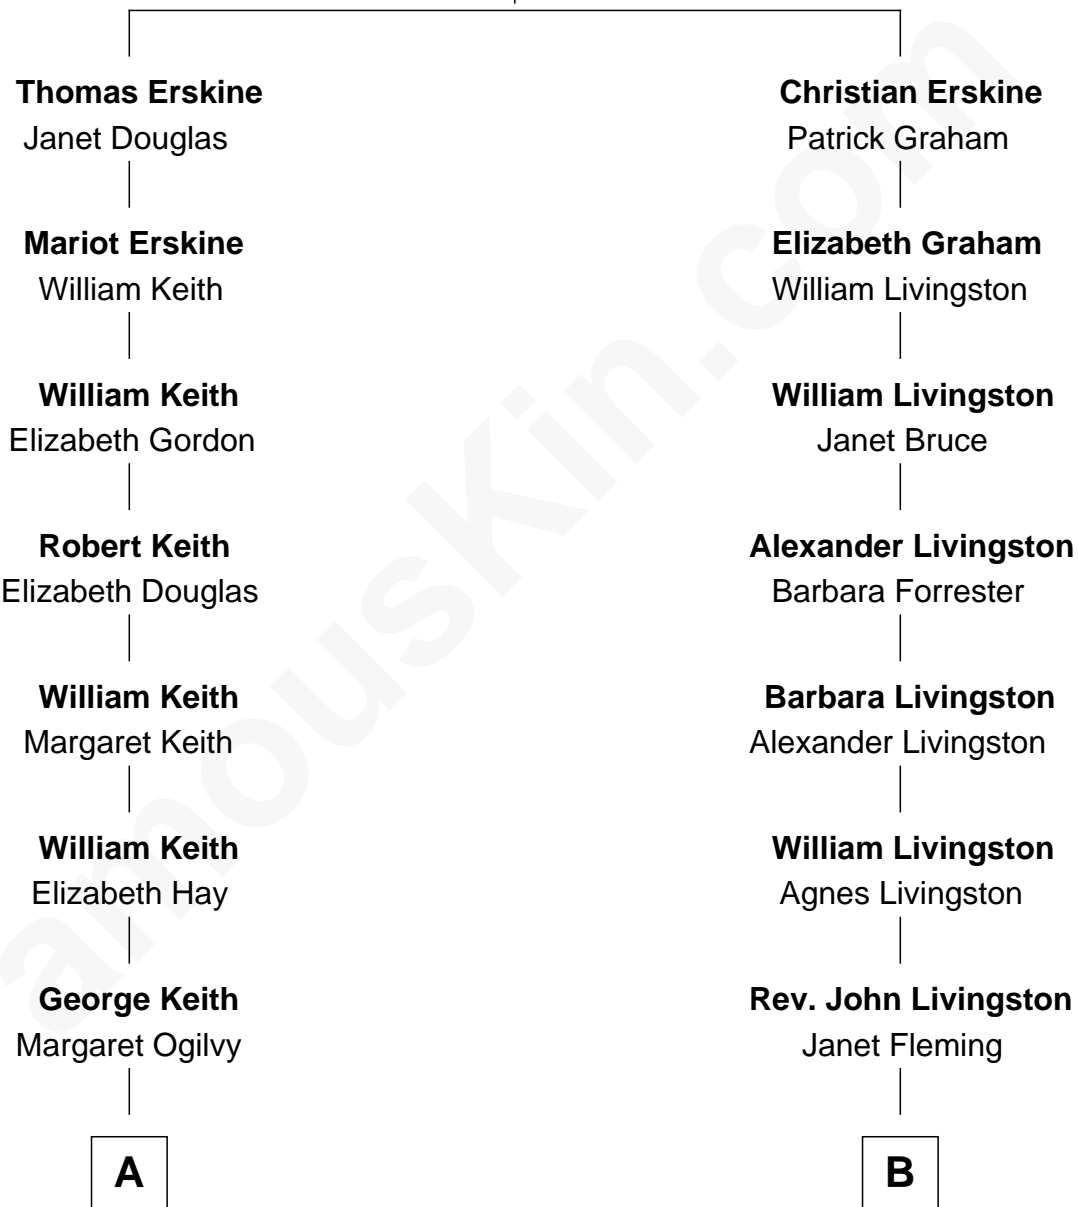 Thomas Erskine
Janet Douglas
Christian Erskine
Patrick Graham
Mariot Erskine
William Keith
Elizabeth Graham
William Livingston
William Keith
Elizabeth Gordon
William Livingston
Janet Bruce
Robert Keith
Elizabeth Douglas
Alexander Livingston
Barbara Forrester
William Keith
Margaret Keith
Barbara Livingston
Alexander Livingston
William Keith
Elizabeth Hay
William Livingston
Agnes Livingston
George Keith
Margaret Ogilvy
Rev. John Livingston
Janet Fleming
A
B
amousKin.com